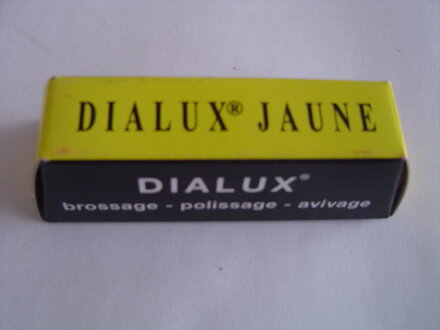 DIALUX® JAUNE
DIALUX®
brossage - polissage - avivage